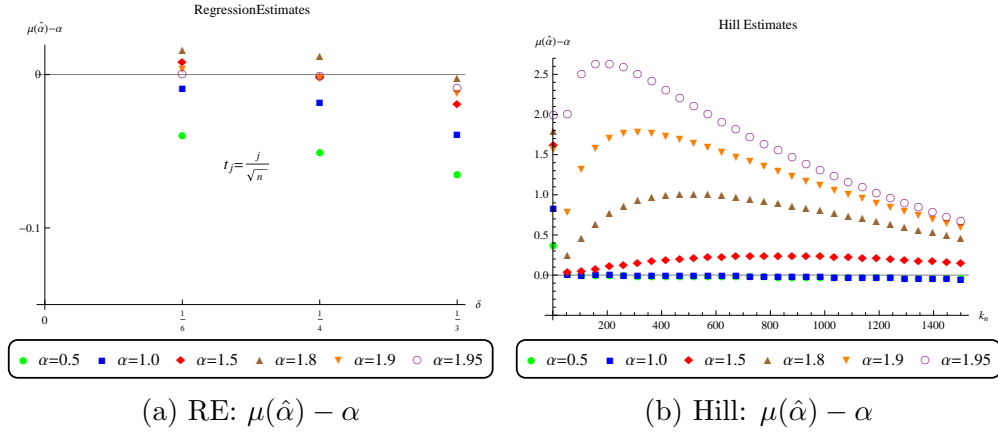 RegressionEstimates
μ(α̂)−α
0
−0.1
t_j=j/√n
δ
0
1/6
1/4
1/3
α=0.5 α=1.0 α=1.5 α=1.8 α=1.9 α=1.95
(a) RE: μ(α̂) − α
Hill Estimates
μ(α̂)−α
2.5
2.0
1.5
1.0
0.5
0.0
-0.5
200 400 600 800 1000 1200 1400
k_n
α=0.5 α=1.0 α=1.5 α=1.8 α=1.9 α=1.95
(b) Hill: μ(α̂) − α